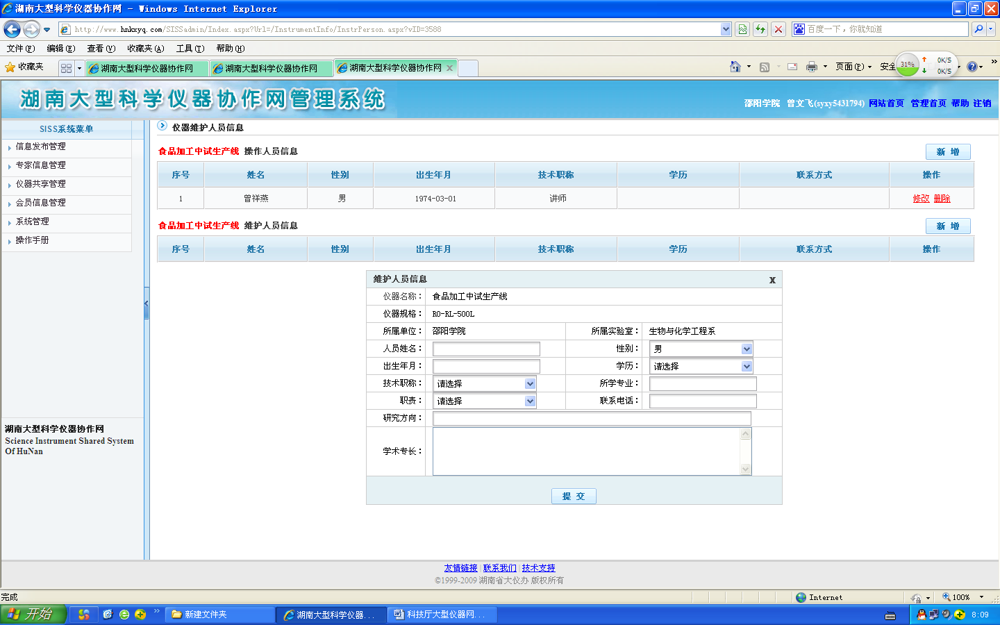 湖南大型科学仪器协作网 - Windows Internet Explorer
http://www.hnkxyq.com/SISSadmin/Index.aspx?Url=/InstrumentInfo/InstrPerson.aspx?vID=3588
百度一下，你就知道
文件(F) 编辑(E) 查看(V) 收藏夹(A) 工具(T) 帮助(H)
收藏夹 湖南大型科学仪器协作网 湖南大型科学仪器协作网 湖南大型科学仪器协作网 X 页面(P) 安全 31% 0K/S
0K/S
湖南大型科学仪器协作网管理系统
邵阳学院 曾文飞(syxy5431794) 网站首页 管理首页 帮助 注销
SISS系统菜单
信息发布管理
专家信息管理
仪器共享管理
会员信息管理
系统管理
操作手册
湖南大型科学仪器协作网
Science Instrument Shared System
Of HuNan
仪器维护人员信息
食品加工中试生产线 操作人员信息 新 增
序号 姓名 性别 出生年月 技术职称 学历 联系方式 操作
1 曾祥燕 男 1974-03-01 讲师 修改 删除
食品加工中试生产线 维护人员信息 新 增
序号 姓名 性别 出生年月 技术职称 学历 联系方式 操作
维护人员信息 X
仪器名称： 食品加工中试生产线
仪器规格： RO-RL-500L
所属单位： 邵阳学院 所属实验室： 生物与化学工程系
人员姓名： 性别： 男
出生年月： 学历： 请选择
技术职称： 请选择 所学专业：
职责： 请选择 联系电话：
研究方向：
学术专长：
提 交
友情链接 | 联系我们 | 技术支持
©1999-2009 湖南省大仪办 版权所有
完成 Internet 100%
开始 新建文件夹 湖南大型科学仪器... 科技厅大型仪器网... 8:09